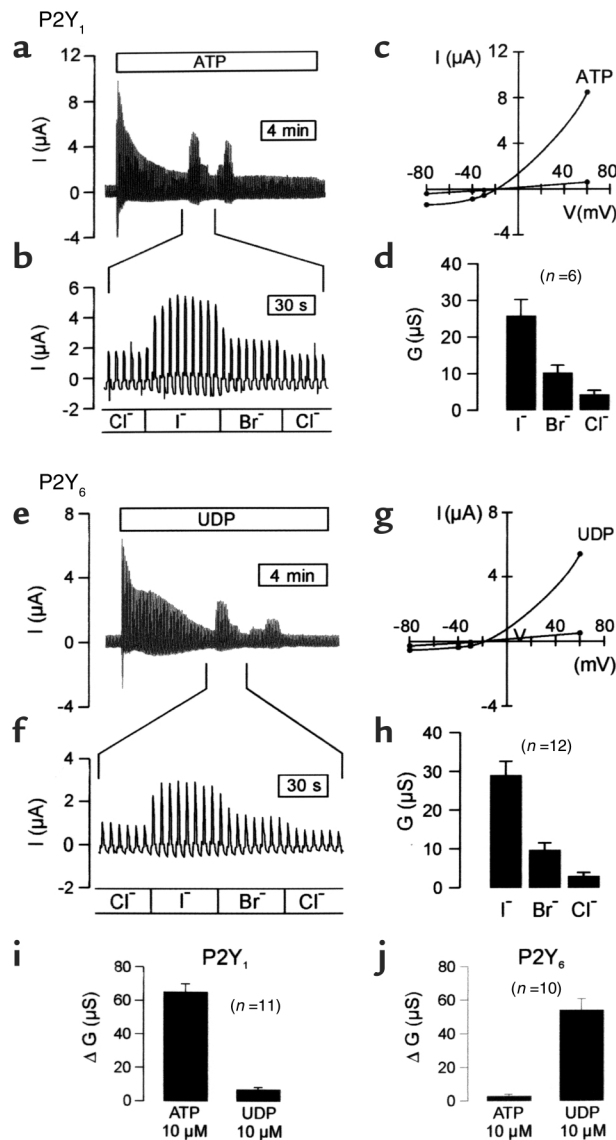 P2Y1
a
ATP
4 min
I (µA)
12
8
4
0
-4
c
I (µA)
12
8
4
-4
ATP
-80
-40
40
80
V(mV)
b
30 s
I (µA)
6
4
2
0
-2
Cl-
I-
Br-
Cl-
d
(n=6)
G (µS)
40
30
20
10
0
I-
Br-
Cl-
P2Y6
e
UDP
4 min
I (µA)
8
4
0
-4
g
I (µA)
8
4
-4
UDP
-80
-40
V
40
80
(mV)
f
30 s
I (µA)
4
2
0
-2
Cl-
I-
Br-
Cl-
h
(n=12)
G (µS)
40
30
20
10
0
I-
Br-
Cl-
i
P2Y1
(n=11)
Δ G (µS)
80
60
40
20
0
ATP
10 µM
UDP
10 µM
j
P2Y6
(n=10)
Δ G (µS)
80
60
40
20
0
ATP
10 µM
UDP
10 µM